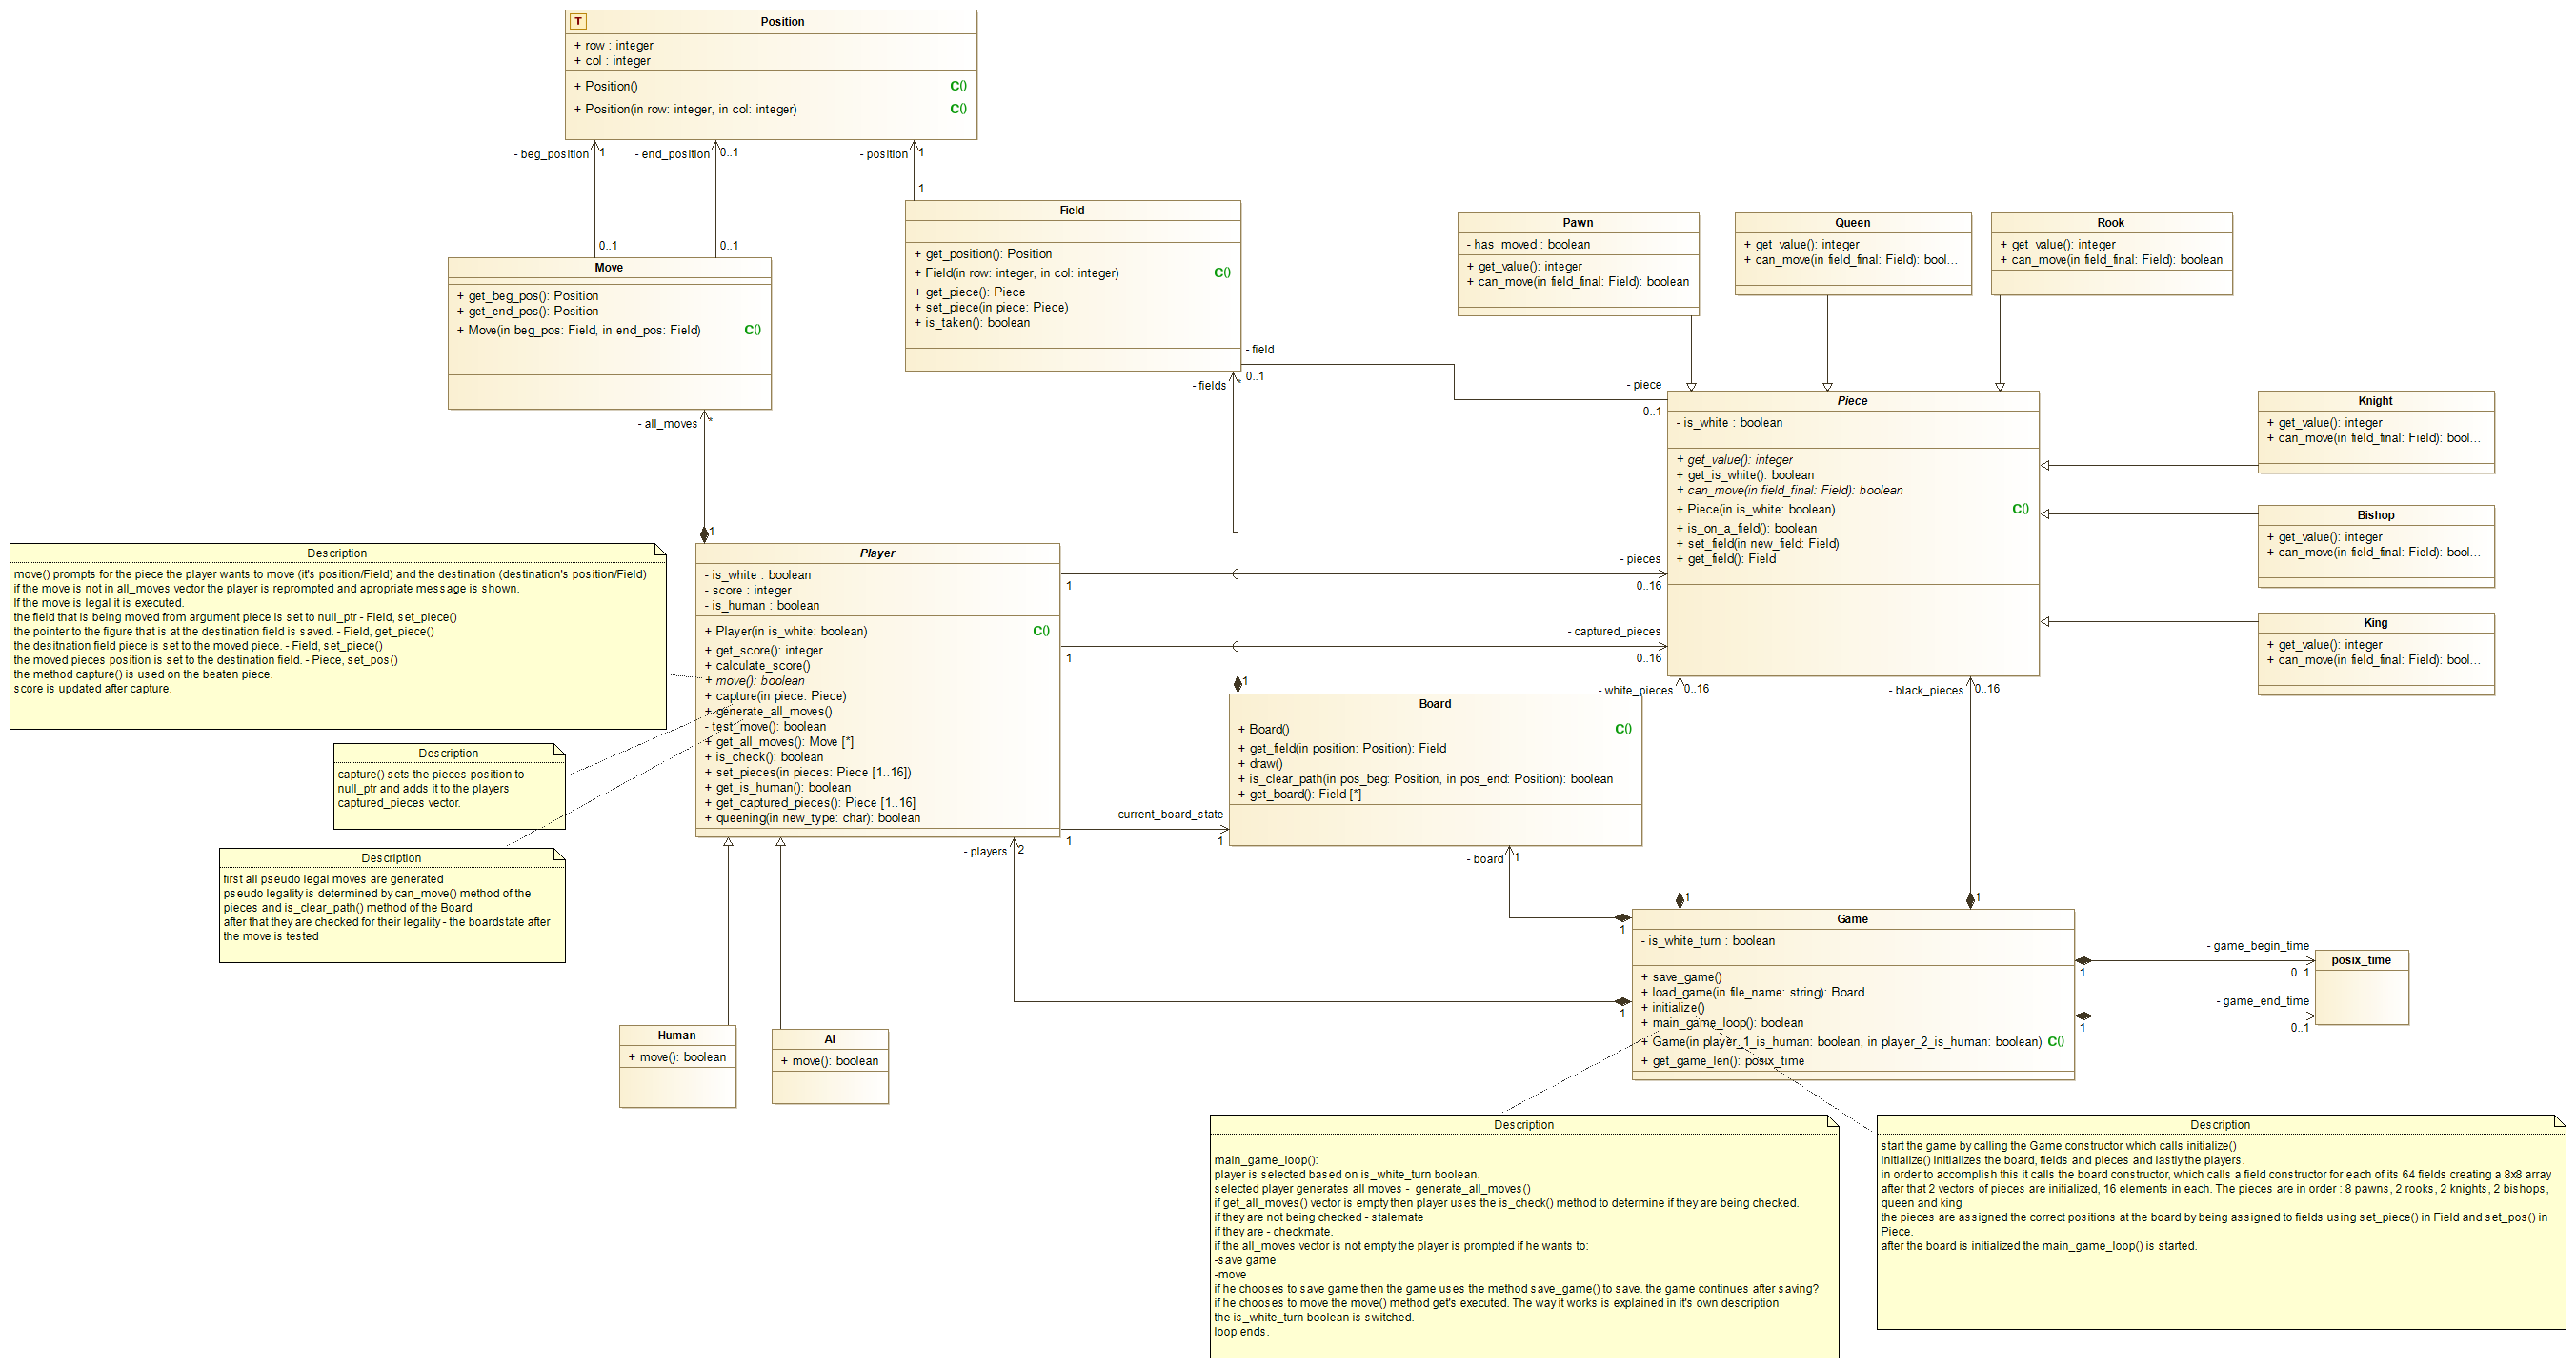 T
Position
+ row : integer
+ col : integer
+ Position()
C()
+ Position(in row: integer, in col: integer)
C()
- beg_position
1
- end_position
0..1
- position
1
0..1
0..1
1
Move
+ get_beg_pos(): Position
+ get_end_pos(): Position
+ Move(in beg_pos: Field, in end_pos: Field)
C()
- all_moves
*
1
Field
+ get_position(): Position
+ Field(in row: integer, in col: integer)
C()
+ get_piece(): Piece
+ set_piece(in piece: Piece)
+ is_taken(): boolean
- field
0..1
- fields
*
- piece
0..1
Pawn
- has_moved : boolean
+ get_value(): integer
+ can_move(in field_final: Field): boolean
Queen
+ get_value(): integer
+ can_move(in field_final: Field): bool...
Rook
+ get_value(): integer
+ can_move(in field_final: Field): boolean
Piece
- is_white : boolean
+ get_value(): integer
+ get_is_white(): boolean
+ can_move(in field_final: Field): boolean
+ Piece(in is_white: boolean)
C()
+ is_on_a_field(): boolean
+ set_field(in new_field: Field)
+ get_field(): Field
Knight
+ get_value(): integer
+ can_move(in field_final: Field): bool...
Bishop
+ get_value(): integer
+ can_move(in field_final: Field): bool...
King
+ get_value(): integer
+ can_move(in field_final: Field): bool...
Description
move() prompts for the piece the player wants to move (it's position/Field) and the destination (destination's position/Field)
if the move is not in all_moves vector the player is reprompted and apropriate message is shown.
If the move is legal it is executed.
the field that is being moved from argument piece is set to null_ptr - Field, set_piece()
the pointer to the figure that is at the destination field is saved. - Field, get_piece()
the desitnation field piece is set to the moved piece. - Field, set_piece()
the moved pieces position is set to the destination field. - Piece, set_pos()
the method capture() is used on the beaten piece.
score is updated after capture.
Player
- is_white : boolean
- score : integer
- is_human : boolean
+ Player(in is_white: boolean)
C()
+ get_score(): integer
+ calculate_score()
+ move(): boolean
+ capture(in piece: Piece)
+ generate_all_moves()
- test_move(): boolean
+ get_all_moves(): Move [*]
+ is_check(): boolean
+ set_pieces(in pieces: Piece [1..16])
+ get_is_human(): boolean
+ get_captured_pieces(): Piece [1..16]
+ queening(in new_type: char): boolean
1
- pieces
0..16
1
- captured_pieces
0..16
- current_board_state
1
1
- players
2
Description
capture() sets the pieces position to
null_ptr and adds it to the players
captured_pieces vector.
Description
first all pseudo legal moves are generated
pseudo legality is determined by can_move() method of the
pieces and is_clear_path() method of the Board
after that they are checked for their legality - the boardstate after
the move is tested
1
Board
+ Board()
C()
+ get_field(in position: Position): Field
+ draw()
+ is_clear_path(in pos_beg: Position, in pos_end: Position): boolean
+ get_board(): Field [*]
- white_pieces
0..16
- black_pieces
0..16
- board
1
1
1
1
1
Game
- is_white_turn : boolean
+ save_game()
+ load_game(in file_name: string): Board
+ initialize()
+ main_game_loop(): boolean
+ Game(in player_1_is_human: boolean, in player_2_is_human: boolean)
C()
+ get_game_len(): posix_time
- game_begin_time
1
0..1
- game_end_time
1
0..1
posix_time
Human
+ move(): boolean
AI
+ move(): boolean
Description
main_game_loop():
player is selected based on is_white_turn boolean.
selected player generates all moves - generate_all_moves()
if get_all_moves() vector is empty then player uses the is_check() method to determine if they are being checked.
if they are not being checked - stalemate
if they are - checkmate.
if the all_moves vector is not empty the player is prompted if he wants to:
-save game
-move
if he chooses to save game then the game uses the method save_game() to save. the game continues after saving?
if he chooses to move the move() method get's executed. The way it works is explained in it's own description
the is_white_turn boolean is switched.
loop ends.
Description
start the game by calling the Game constructor which calls initialize()
initialize() initializes the board, fields and pieces and lastly the players.
in order to accomplish this it calls the board constructor, which calls a field constructor for each of its 64 fields creating a 8x8 array
after that 2 vectors of pieces are initialized, 16 elements in each. The pieces are in order : 8 pawns, 2 rooks, 2 knights, 2 bishops,
queen and king
the pieces are assigned the correct positions at the board by being assigned to fields using set_piece() in Field and set_pos() in
Piece.
after the board is initialized the main_game_loop() is started.